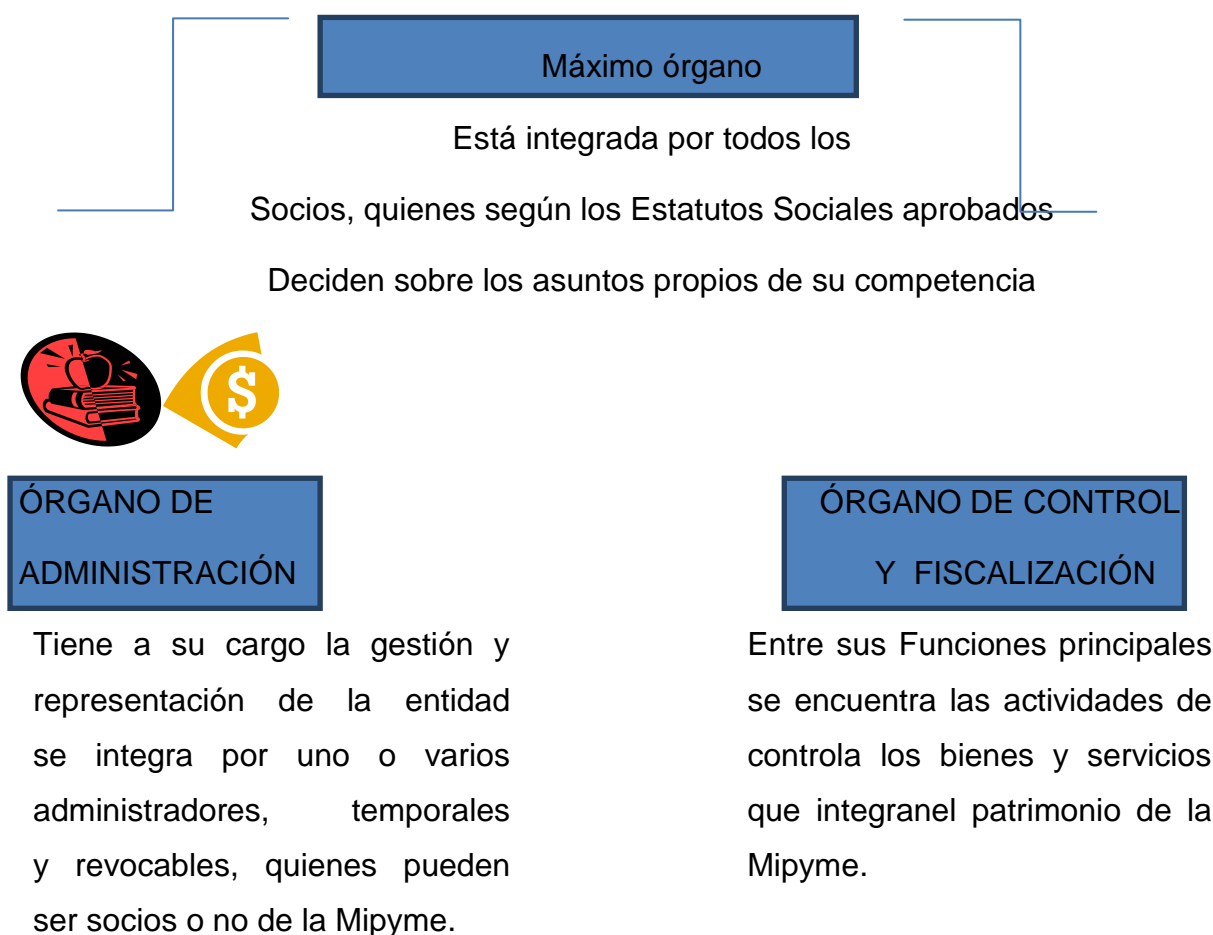 Máximo órgano
Está integrada por todos los
Socios, quienes según los Estatutos Sociales aprobados
Deciden sobre los asuntos propios de su competencia
$
ÓRGANO DE
ADMINISTRACIÓN
Tiene a su cargo la gestión y
representación de la entidad
se integra por uno o varios
administradores, temporales
y revocables, quienes pueden
ser socios o no de la Mipyme.
ÓRGANO DE CONTROL
Y FISCALIZACIÓN
Entre sus Funciones principales
se encuentra las actividades de
controla los bienes y servicios
que integranel patrimonio de la
Mipyme.